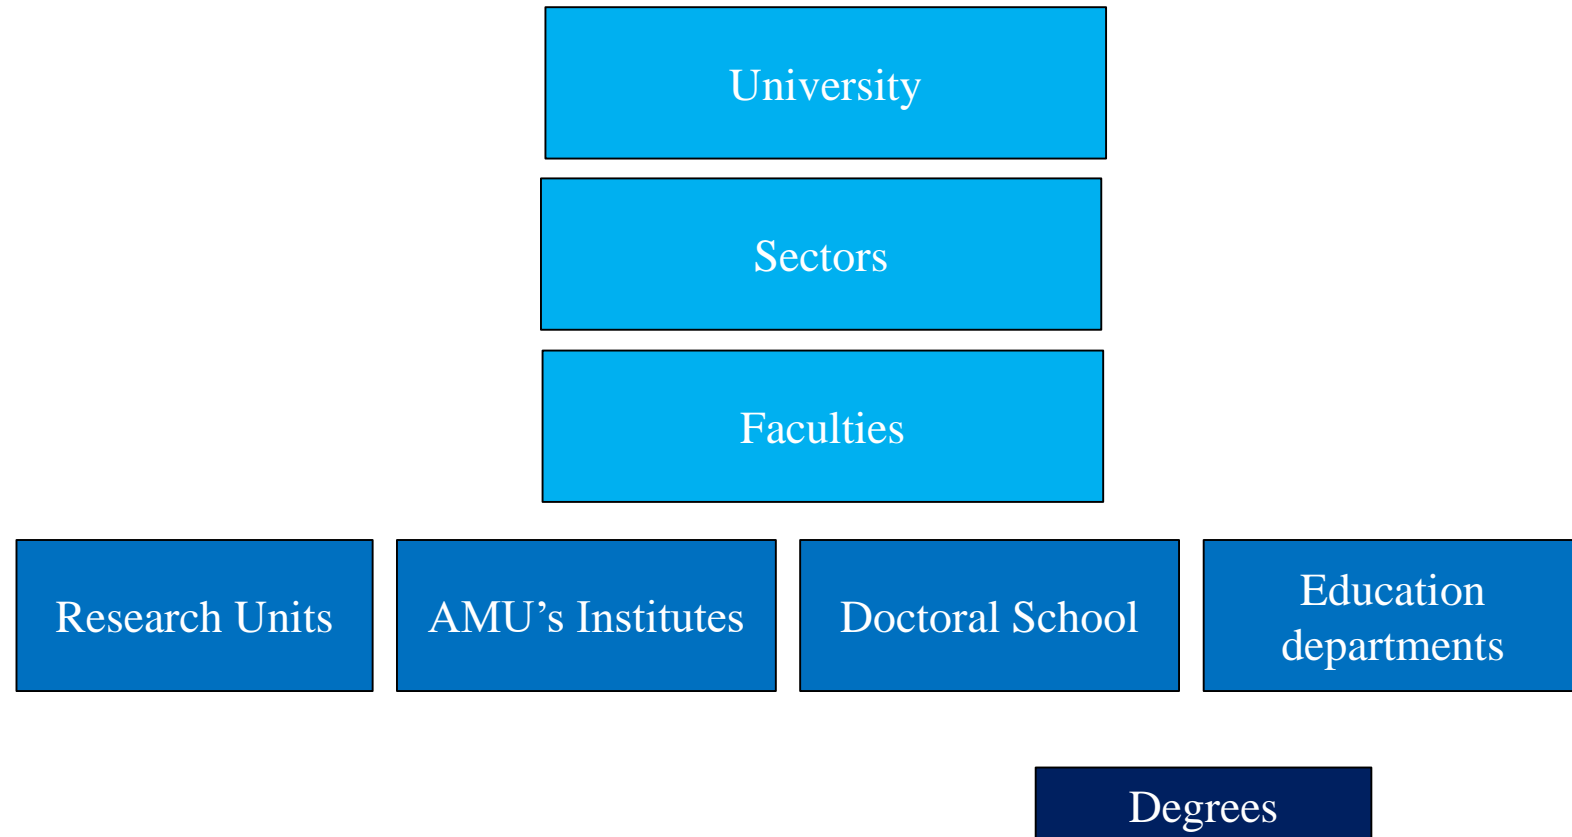 University
Sectors
Faculties
Research Units
AMU’s Institutes
Doctoral School
Education
departments
Degrees